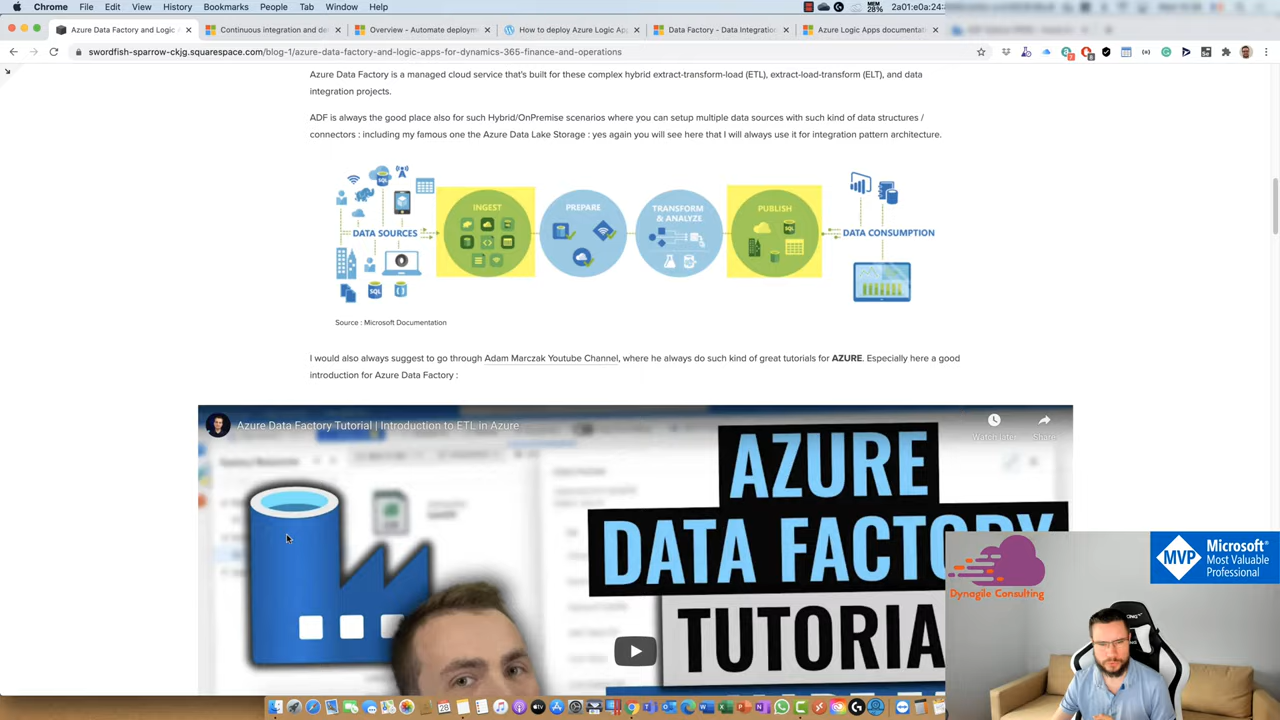 Chrome File Edit View History Bookmarks People Tab Window Help
MEM 28% 2a01:e0a:24:
Azure Data Factory and Logic A
Continuous integration and de
Overview - Automate deploym
How to deploy Azure Logic Ap
Data Factory - Data Integration
Azure Logic Apps documentati
swordfish-sparrow-ckjg.squarespace.com/blog-1/azure-data-factory-and-logic-apps-for-dynamics-365-finance-and-operations
Azure Data Factory is a managed cloud service that's built for these complex hybrid extract-transform-load (ETL), extract-load-transform (ELT), and data
integration projects.
ADF is always the good place also for such Hybrid/OnPremise scenarios where you can setup multiple data sources with such kind of data structures /
connectors : including my famous one the Azure Data Lake Storage : yes again you will see here that I will always use it for integration pattern architecture.
INGEST
PREPARE
TRANSFORM
& ANALYZE
PUBLISH
DATA SOURCES
DATA CONSUMPTION
Source : Microsoft Documentation
I would also always suggest to go through Adam Marczak Youtube Channel, where he always do such kind of great tutorials for AZURE. Especially here a good
introduction for Azure Data Factory :
Azure Data Factory Tutorial | Introduction to ETL in Azure
Watch later
Share
AZURE
DATA FACTORY
TUTORIA
MVP
Microsoft®
Most Valuable
Professional
Dynagile Consulting